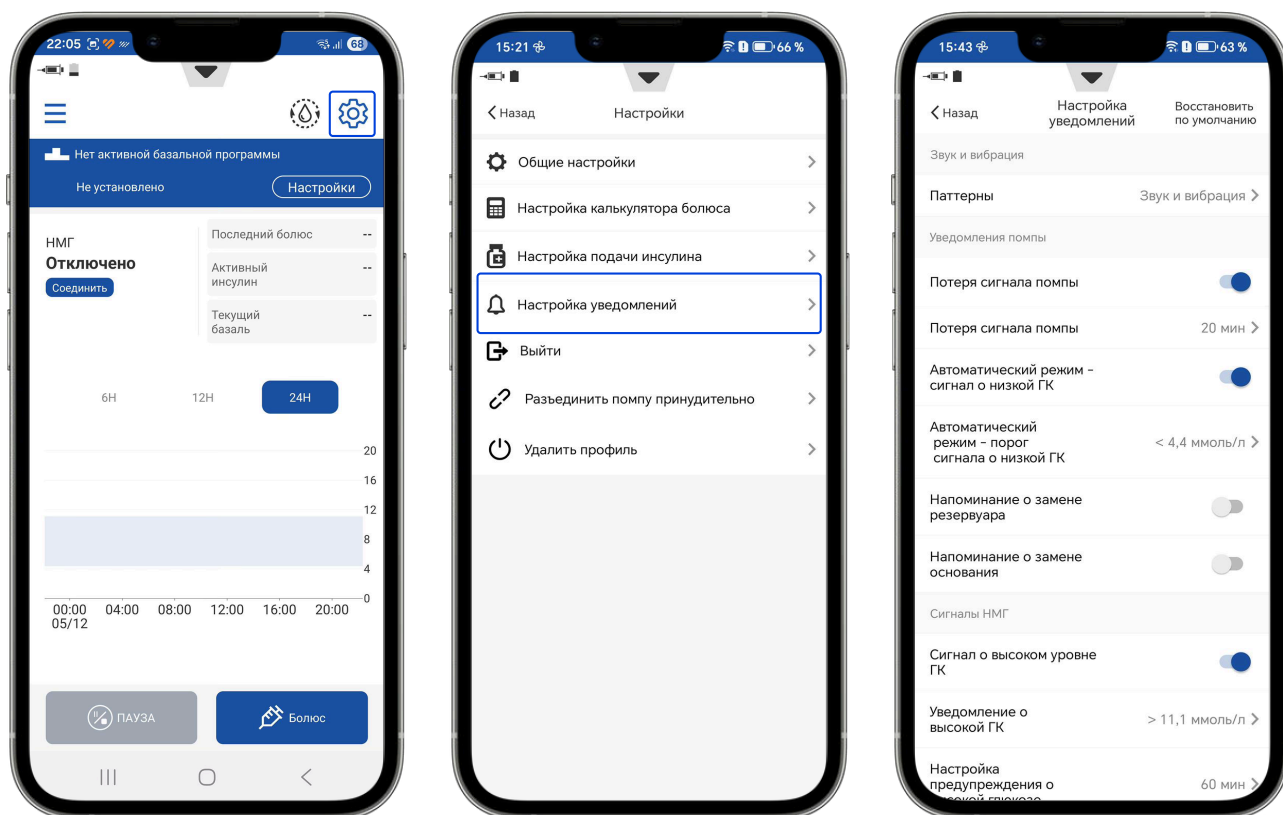 22:05
68
Нет активной базальной программы
Не установлено
Настройки
НМГ
Отключено
Соединить
Последний болюс --
Активный
инсулин
--
Текущий
базаль
--
6H 12H 24H
20
16
12
8
4
0
00:00 04:00 08:00 12:00 16:00 20:00
05/12
ПАУЗА
Болюс
15:21
66 %
Назад
Настройки
Общие настройки
Настройка калькулятора болюса
Настройка подачи инсулина
Настройка уведомлений
Выйти
Разъединить помпу принудительно
Удалить профиль
15:43
63 %
Назад
Настройка
уведомлений
Восстановить
по умолчанию
Звук и вибрация
Паттерны
Звук и вибрация
Уведомления помпы
Потеря сигнала помпы
Потеря сигнала помпы
20 мин
Автоматический режим –
сигнал о низкой ГК
Автоматический
режим – порог
сигнала о низкой ГК
< 4,4 ммоль/л
Напоминание о замене
резервуара
Напоминание о замене
основания
Сигналы НМГ
Сигнал о высоком уровне
ГК
Уведомление о
высокой ГК
> 11,1 ммоль/л
Настройка
предупреждения о
60 мин